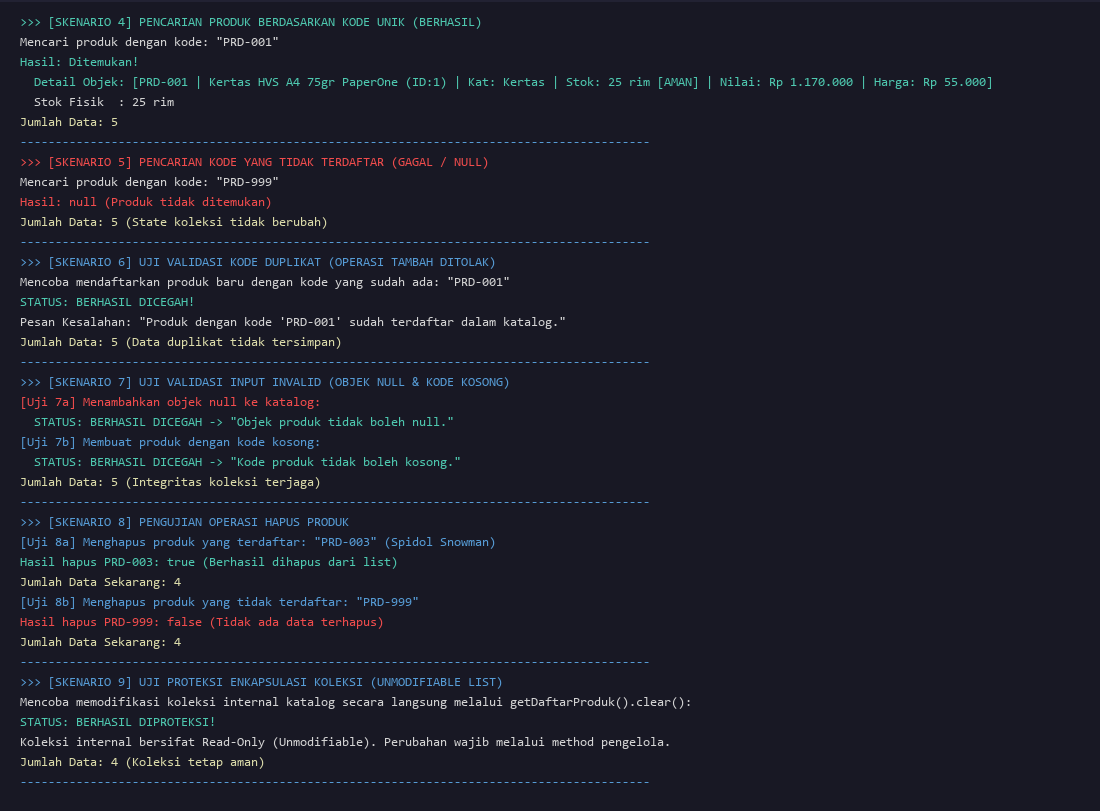 >>> [SKENARIO 4] PENCARIAN PRODUK BERDASARKAN KODE UNIK (BERHASIL)
Mencari produk dengan kode: "PRD-001"
Hasil: Ditemukan!
  Detail Objek: [PRD-001 | Kertas HVS A4 75gr PaperOne (ID:1) | Kat: Kertas | Stok: 25 rim [AMAN] | Nilai: Rp 1.170.000 | Harga: Rp 55.000]
  Stok Fisik  : 25 rim
Jumlah Data: 5
------------------------------------------------------------------------------------------
>>> [SKENARIO 5] PENCARIAN KODE YANG TIDAK TERDAFTAR (GAGAL / NULL)
Mencari produk dengan kode: "PRD-999"
Hasil: null (Produk tidak ditemukan)
Jumlah Data: 5 (State koleksi tidak berubah)
------------------------------------------------------------------------------------------
>>> [SKENARIO 6] UJI VALIDASI KODE DUPLIKAT (OPERASI TAMBAH DITOLAK)
Mencoba mendaftarkan produk baru dengan kode yang sudah ada: "PRD-001"
STATUS: BERHASIL DICEGAH!
Pesan Kesalahan: "Produk dengan kode 'PRD-001' sudah terdaftar dalam katalog."
Jumlah Data: 5 (Data duplikat tidak tersimpan)
------------------------------------------------------------------------------------------
>>> [SKENARIO 7] UJI VALIDASI INPUT INVALID (OBJEK NULL & KODE KOSONG)
[Uji 7a] Menambahkan objek null ke katalog:
  STATUS: BERHASIL DICEGAH -> "Objek produk tidak boleh null."
[Uji 7b] Membuat produk dengan kode kosong:
  STATUS: BERHASIL DICEGAH -> "Kode produk tidak boleh kosong."
Jumlah Data: 5 (Integritas koleksi terjaga)
------------------------------------------------------------------------------------------
>>> [SKENARIO 8] PENGUJIAN OPERASI HAPUS PRODUK
[Uji 8a] Menghapus produk yang terdaftar: "PRD-003" (Spidol Snowman)
Hasil hapus PRD-003: true (Berhasil dihapus dari list)
Jumlah Data Sekarang: 4
[Uji 8b] Menghapus produk yang tidak terdaftar: "PRD-999"
Hasil hapus PRD-999: false (Tidak ada data terhapus)
Jumlah Data Sekarang: 4
------------------------------------------------------------------------------------------
>>> [SKENARIO 9] UJI PROTEKSI ENKAPSULASI KOLEKSI (UNMODIFIABLE LIST)
Mencoba memodifikasi koleksi internal katalog secara langsung melalui getDaftarProduk().clear():
STATUS: BERHASIL DIPROTEKSI!
Koleksi internal bersifat Read-Only (Unmodifiable). Perubahan wajib melalui method pengelola.
Jumlah Data: 4 (Koleksi tetap aman)
------------------------------------------------------------------------------------------